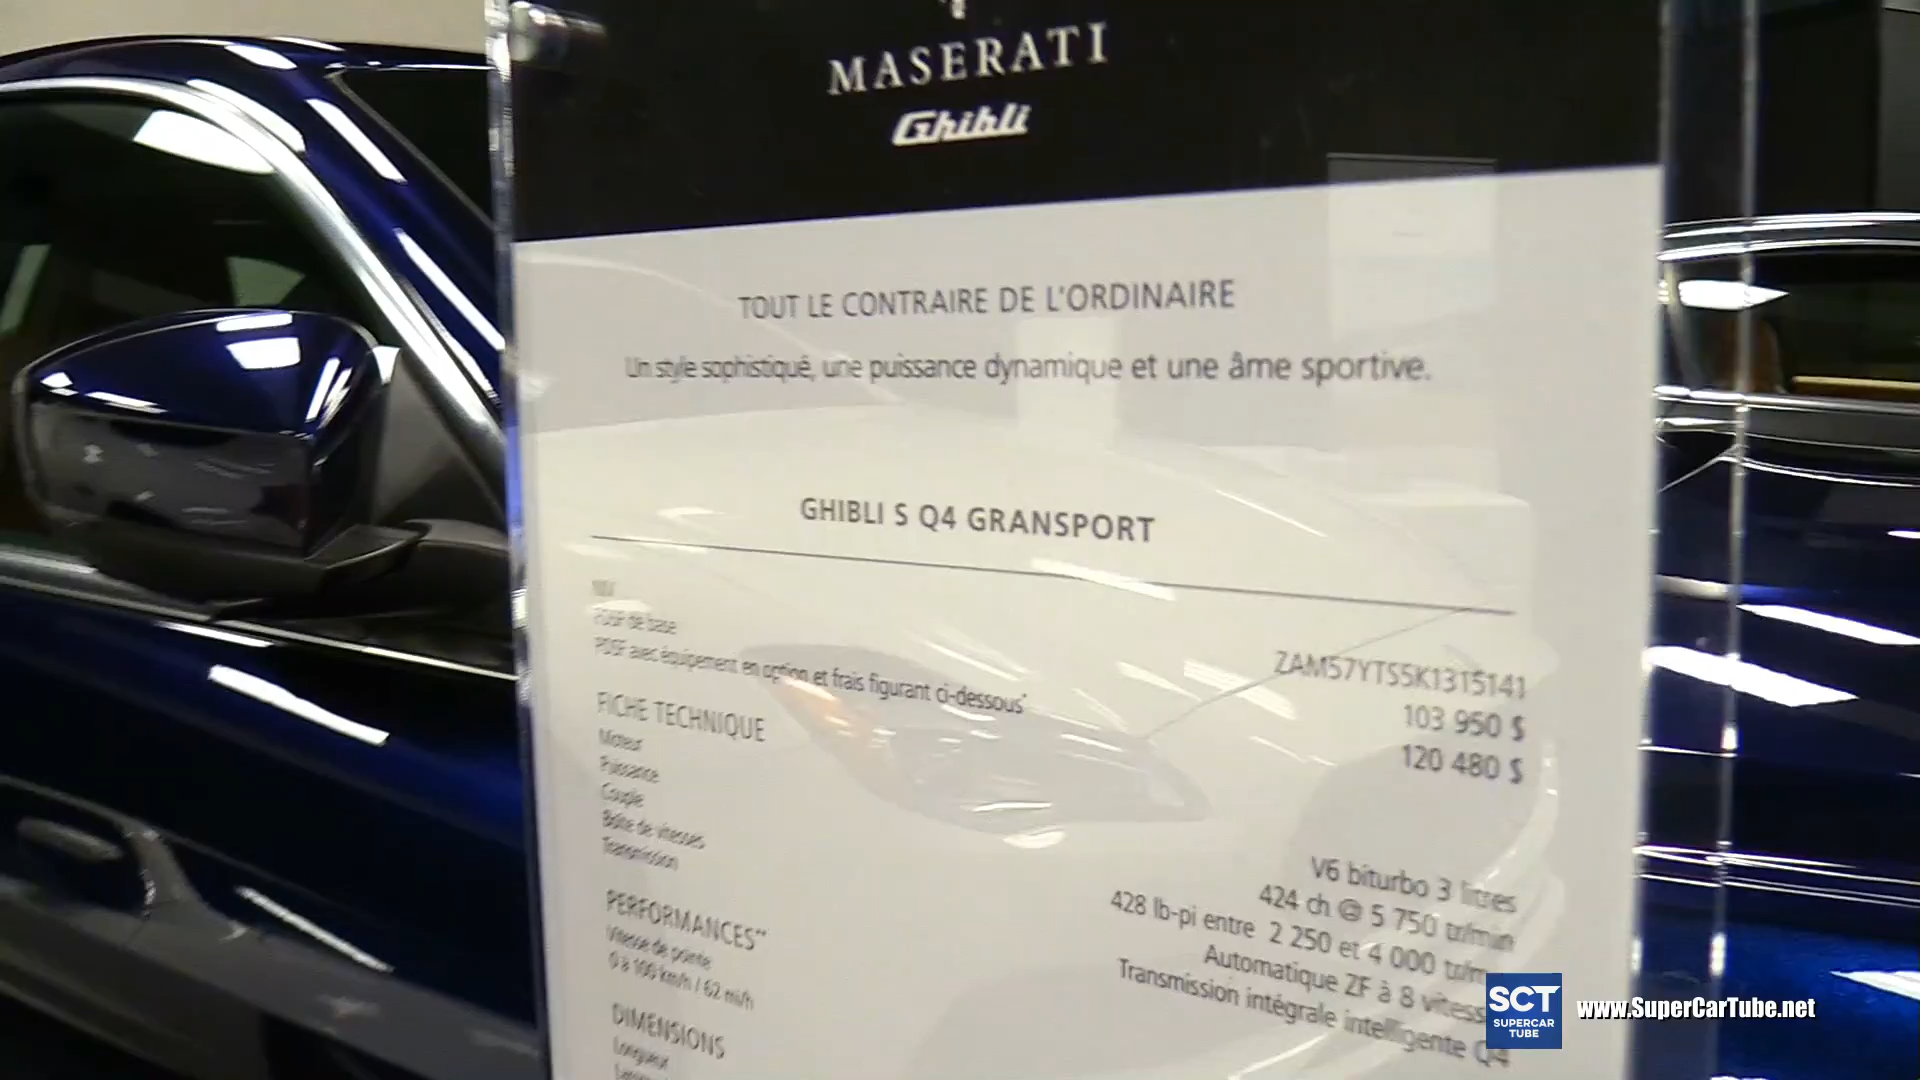 MASERATI
Ghibli
TOUT LE CONTRAIRE DE L'ORDINAIRE
Un style sophistiqué, une puissance dynamique et une âme sportive.
GHIBLI S Q4 GRANSPORT
NIV ZAM57YTS5K1315141
PDSF de base 103 950 $
PDSF avec équipement en option et frais figurant ci-dessous* 120 480 $
FICHE TECHNIQUE
Moteur V6 biturbo 3 litres
Puissance 424 ch @ 5 750 tr/min
Couple 428 lb-pi entre 2 250 et 4 000 tr/m
Boîte de vitesses Automatique ZF à 8 vitess
Transmission Transmission intégrale intelligente Q4
PERFORMANCES**
Vitesse de pointe
0 à 100 km/h / 62 mi/h
DIMENSIONS
Longueur
SCT
SUPERCAR
TUBE
www.SuperCarTube.net